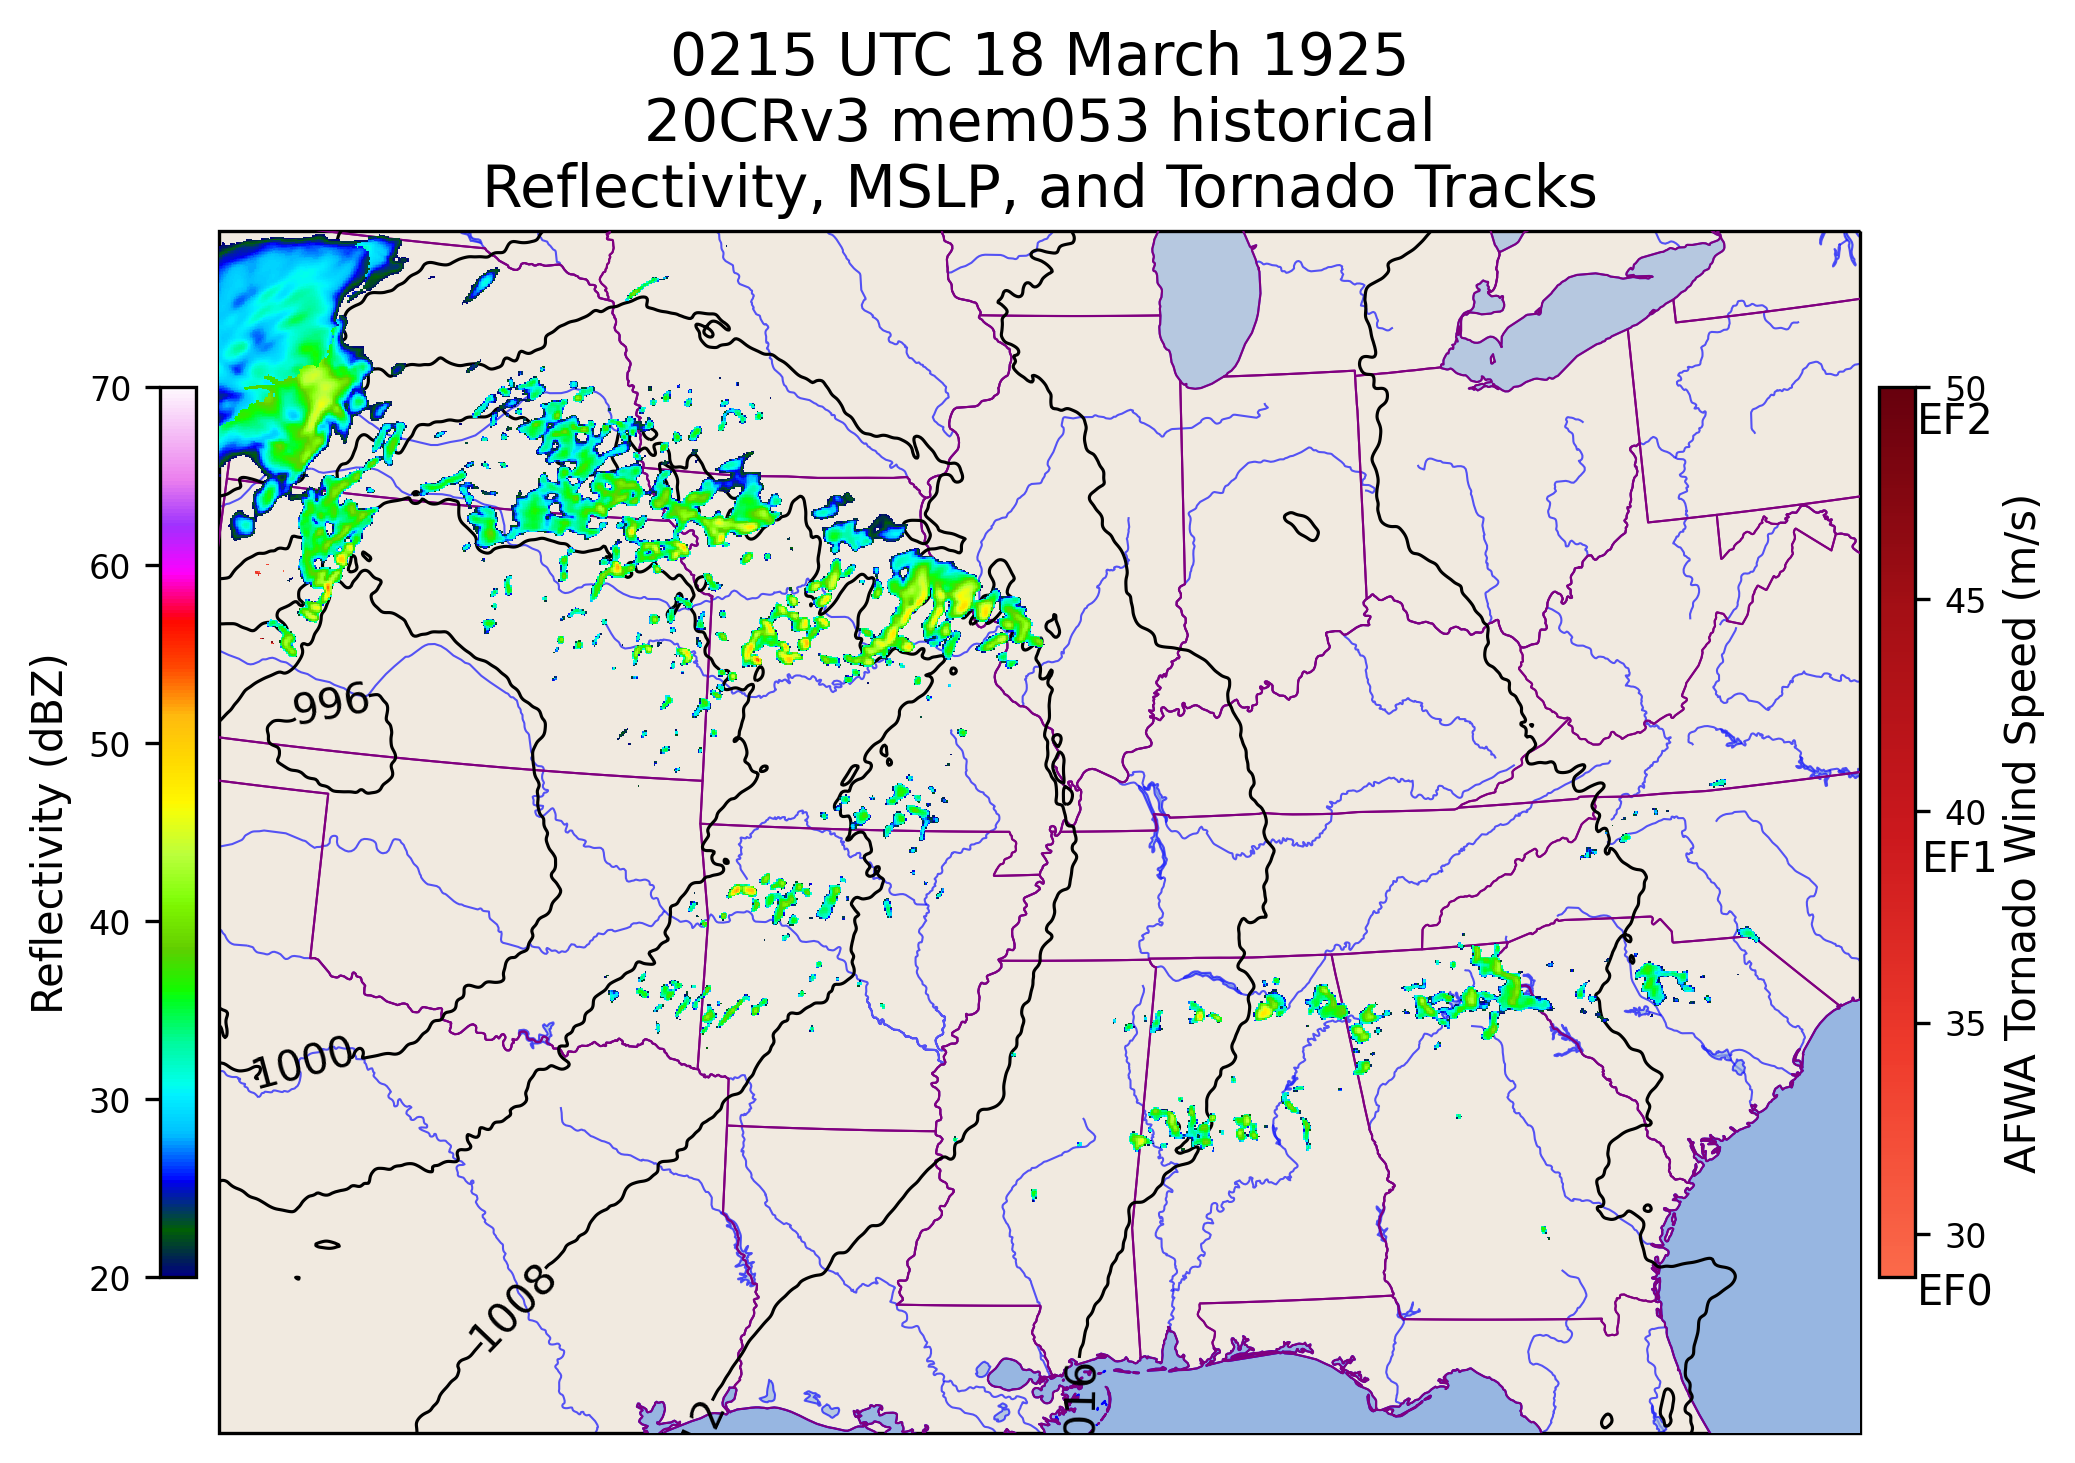 0215 UTC 18 March 1925
20CRv3 mem053 historical
Reflectivity, MSLP, and Tornado Tracks
70
60
50
40
30
20
Reflectivity (dBZ)
996
1000
1008
2
016
50
EF2
45
40
EF1
35
30
EF0
AFWA Tornado Wind Speed (m/s)